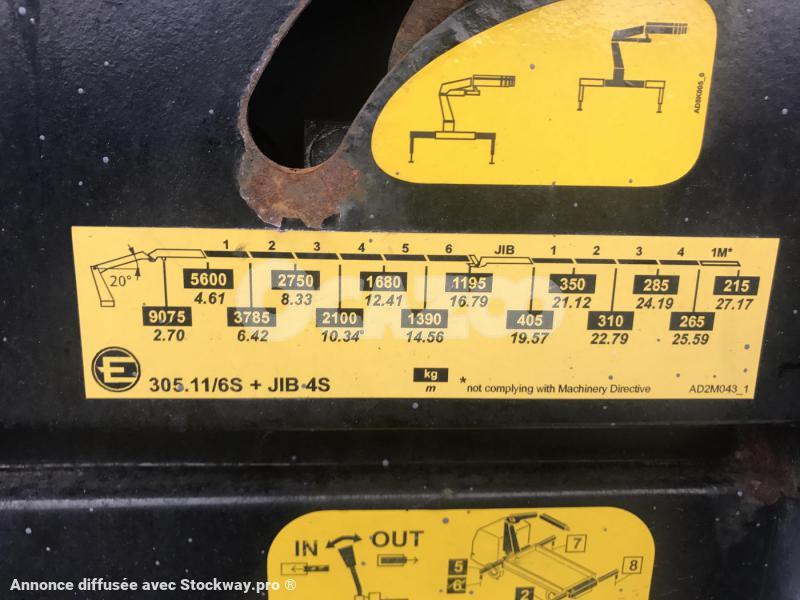 AD9K005_0
1 2 3 4 5 6 JIB 1 2 3 4 1M*
20°
5600 2750 1680 1195 350 285 215
4.61 8.33 12.41 16.79 21.12 24.19 27.17
9075 3785 2100 1390 405 310 265
2.70 6.42 10.34 14.56 19.57 22.79 25.59
E 305.11/6S + JIB 4S
kg
m
* not complying with Machinery Directive
AD2M043_1
IN OUT
7
5
6
8
2
Annonce diffusée avec Stockway.pro ®